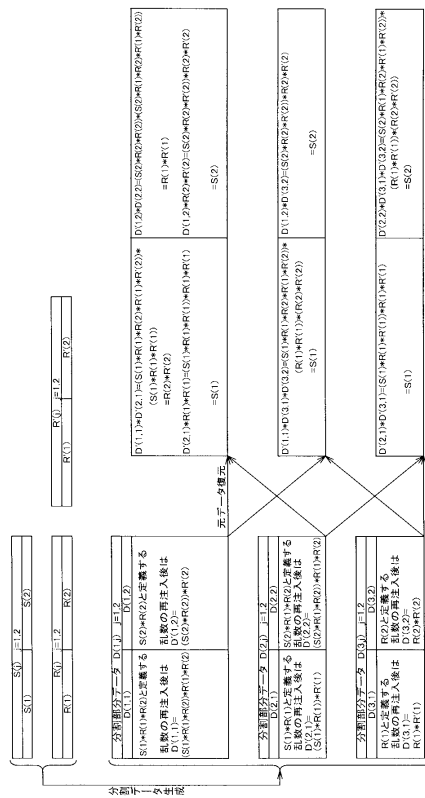 S(j) j=1,2
S(1) S(2)
R(j) j=1,2
R(1) R(2)
R'(j) j=1,2
R'(1) R'(2)
分割データ生成
分割部分データ D(1,j) j=1,2
D(1,1) D(1,2)
S(1)*R(1)*R(2)と定義する
乱数の再注入後は
D'(1,1)=
(S(1)*R(1)*R(2))*R'(1)*R'(2)
S(2)*R(2)と定義する
乱数の再注入後は
D'(1,2)=
(S(2)*R(2))*R'(2)
分割部分データ D(2,j) j=1,2
D(2,1) D(2,2)
S(1)*R(1)と定義する
乱数の再注入後は
D'(2,1)=
(S(1)*R(1))*R'(1)
S(2)*R(1)*R(2)と定義する
乱数の再注入後は
D'(2,2)=
(S(2)*R(1)*R(2))*R'(1)*R'(2)
分割部分データ D(3,j) j=1,2
D(3,1) D(3,2)
R(1)と定義する
乱数の再注入後は
D'(3,1)=
R(1)*R'(1)
R(2)と定義する
乱数の再注入後は
D'(3,2)=
R(2)*R'(2)
元データ復元
D'(1,1)*D'(2,1)=(S(1)*R(1)*R(2)*R'(1)*R'(2))*
(S(1)*R(1)*R'(1))
=R(2)*R'(2)
D'(2,1)*R(1)*R'(1)=(S(1)*R(1)*R'(1))*R(1)*R'(1)
=S(1)
D'(1,2)*D'(2,2)=(S(2)*R(2)*R'(2))*(S(2)*R(1)*R(2)*R'(1)*R'(2))
=R(1)*R'(1)
D'(1,2)*R(2)*R'(2)=(S(2)*R(2)*R'(2))*R(2)*R'(2)
=S(2)
D'(1,1)*D'(3,1)*D'(3,2)=(S(1)*R(1)*R(2)*R'(1)*R'(2))*
(R(1)*R'(1))*(R(2)*R'(2))
=S(1)
D'(1,2)*D'(3,2)=(S(2)*R(2)*R'(2))*R(2)*R'(2)
=S(2)
D'(2,1)*D'(3,1)=(S(1)*R(1)*R'(1))*R(1)*R'(1)
=S(1)
D'(2,2)*D'(3,1)*D'(3,2)=(S(2)*R(1)*R(2)*R'(1)*R'(2))*
(R(1)*R'(1))*(R(2)*R'(2))
=S(2)